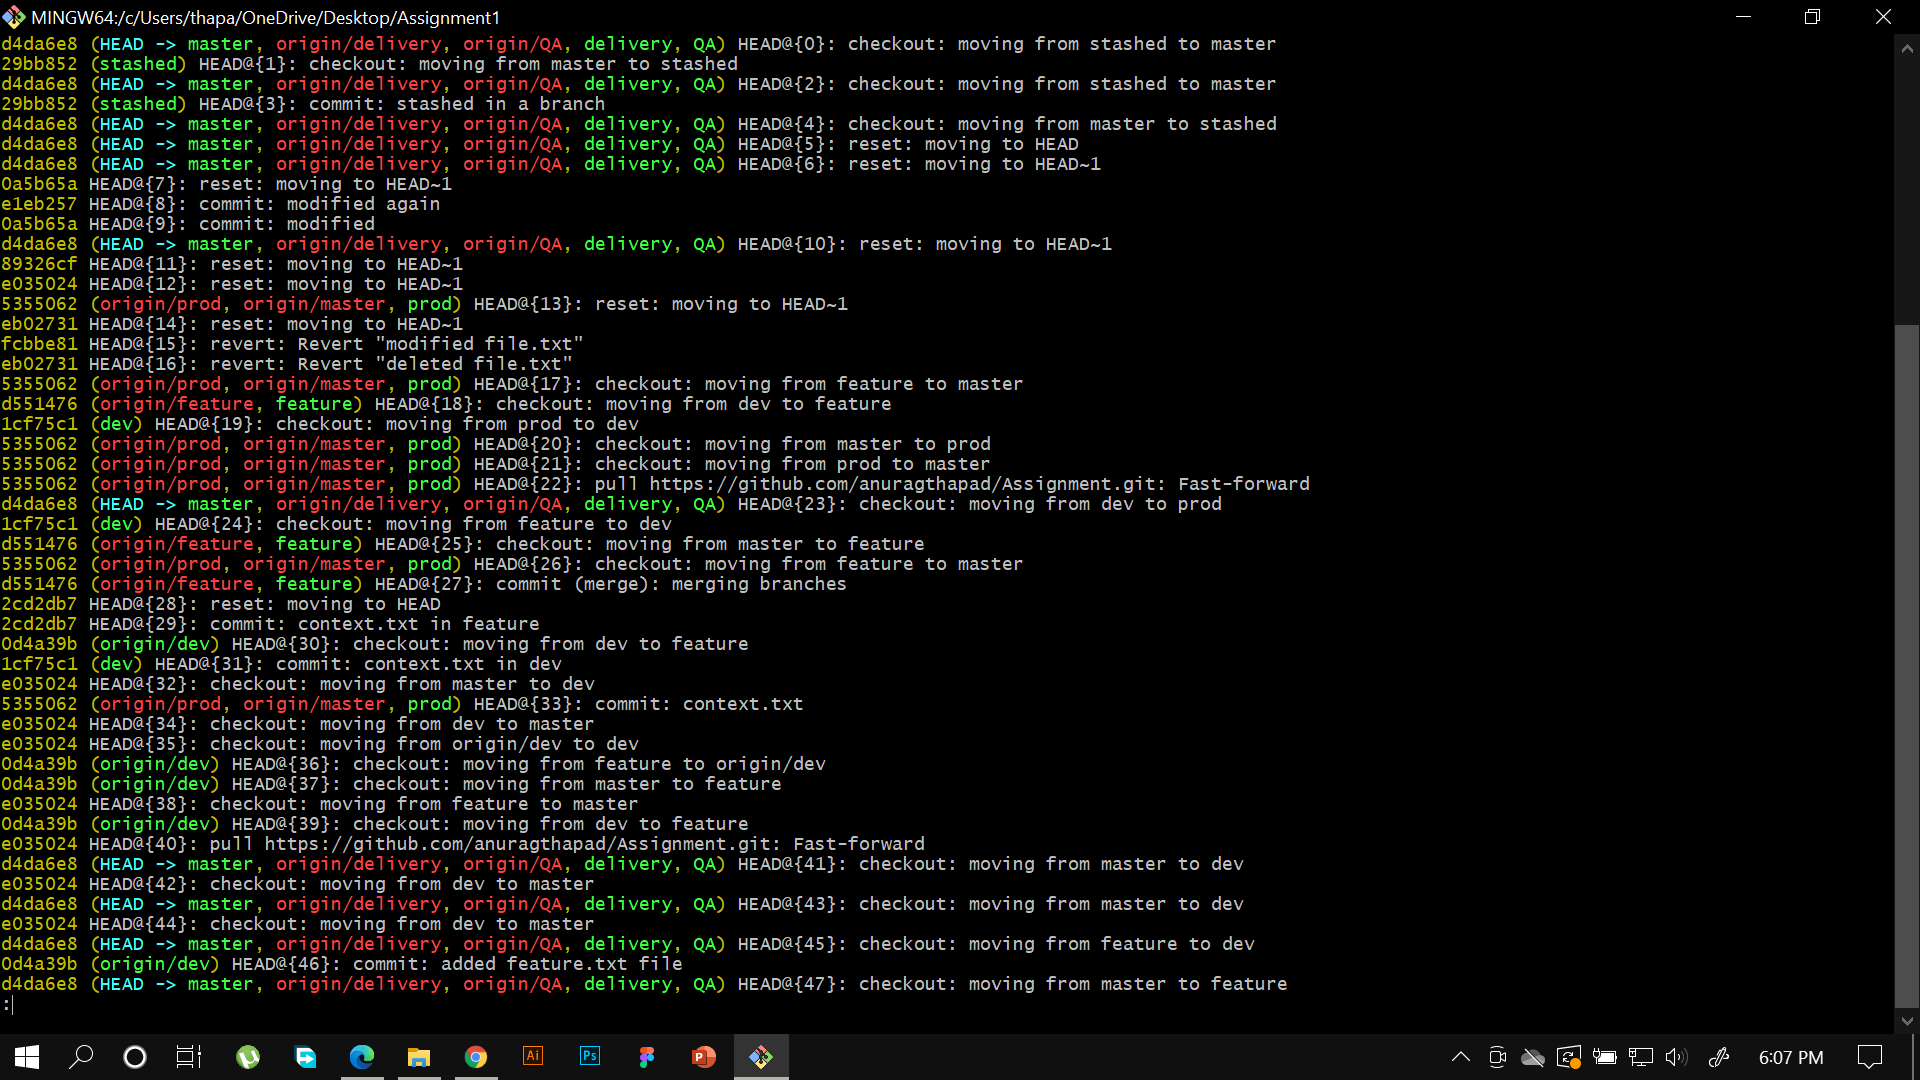 MINGW64:/c/Users/thapa/OneDrive/Desktop/Assignment1
d4da6e8 (HEAD -> master, origin/delivery, origin/QA, delivery, QA) HEAD@{0}: checkout: moving from stashed to master
29bb852 (stashed) HEAD@{1}: checkout: moving from master to stashed
d4da6e8 (HEAD -> master, origin/delivery, origin/QA, delivery, QA) HEAD@{2}: checkout: moving from stashed to master
29bb852 (stashed) HEAD@{3}: commit: stashed in a branch
d4da6e8 (HEAD -> master, origin/delivery, origin/QA, delivery, QA) HEAD@{4}: checkout: moving from master to stashed
d4da6e8 (HEAD -> master, origin/delivery, origin/QA, delivery, QA) HEAD@{5}: reset: moving to HEAD
d4da6e8 (HEAD -> master, origin/delivery, origin/QA, delivery, QA) HEAD@{6}: reset: moving to HEAD~1
0a5b65a HEAD@{7}: reset: moving to HEAD~1
e1eb257 HEAD@{8}: commit: modified again
0a5b65a HEAD@{9}: commit: modified
d4da6e8 (HEAD -> master, origin/delivery, origin/QA, delivery, QA) HEAD@{10}: reset: moving to HEAD~1
89326cf HEAD@{11}: reset: moving to HEAD~1
e035024 HEAD@{12}: reset: moving to HEAD~1
5355062 (origin/prod, origin/master, prod) HEAD@{13}: reset: moving to HEAD~1
eb02731 HEAD@{14}: reset: moving to HEAD~1
fcbbe81 HEAD@{15}: revert: Revert "modified file.txt"
eb02731 HEAD@{16}: revert: Revert "deleted file.txt"
5355062 (origin/prod, origin/master, prod) HEAD@{17}: checkout: moving from feature to master
d551476 (origin/feature, feature) HEAD@{18}: checkout: moving from dev to feature
1cf75c1 (dev) HEAD@{19}: checkout: moving from prod to dev
5355062 (origin/prod, origin/master, prod) HEAD@{20}: checkout: moving from master to prod
5355062 (origin/prod, origin/master, prod) HEAD@{21}: checkout: moving from prod to master
5355062 (origin/prod, origin/master, prod) HEAD@{22}: pull https://github.com/anuragthapad/Assignment.git: Fast-forward
d4da6e8 (HEAD -> master, origin/delivery, origin/QA, delivery, QA) HEAD@{23}: checkout: moving from dev to prod
1cf75c1 (dev) HEAD@{24}: checkout: moving from feature to dev
d551476 (origin/feature, feature) HEAD@{25}: checkout: moving from master to feature
5355062 (origin/prod, origin/master, prod) HEAD@{26}: checkout: moving from feature to master
d551476 (origin/feature, feature) HEAD@{27}: commit (merge): merging branches
2cd2db7 HEAD@{28}: reset: moving to HEAD
2cd2db7 HEAD@{29}: commit: context.txt in feature
0d4a39b (origin/dev) HEAD@{30}: checkout: moving from dev to feature
1cf75c1 (dev) HEAD@{31}: commit: context.txt in dev
e035024 HEAD@{32}: checkout: moving from master to dev
5355062 (origin/prod, origin/master, prod) HEAD@{33}: commit: context.txt
e035024 HEAD@{34}: checkout: moving from dev to master
e035024 HEAD@{35}: checkout: moving from origin/dev to dev
0d4a39b (origin/dev) HEAD@{36}: checkout: moving from feature to origin/dev
0d4a39b (origin/dev) HEAD@{37}: checkout: moving from master to feature
e035024 HEAD@{38}: checkout: moving from feature to master
0d4a39b (origin/dev) HEAD@{39}: checkout: moving from dev to feature
e035024 HEAD@{40}: pull https://github.com/anuragthapad/Assignment.git: Fast-forward
d4da6e8 (HEAD -> master, origin/delivery, origin/QA, delivery, QA) HEAD@{41}: checkout: moving from master to dev
e035024 HEAD@{42}: checkout: moving from dev to master
d4da6e8 (HEAD -> master, origin/delivery, origin/QA, delivery, QA) HEAD@{43}: checkout: moving from master to dev
e035024 HEAD@{44}: checkout: moving from dev to master
d4da6e8 (HEAD -> master, origin/delivery, origin/QA, delivery, QA) HEAD@{45}: checkout: moving from feature to dev
0d4a39b (origin/dev) HEAD@{46}: commit: added feature.txt file
d4da6e8 (HEAD -> master, origin/delivery, origin/QA, delivery, QA) HEAD@{47}: checkout: moving from master to feature
:
Ai Ps P 6:07 PM